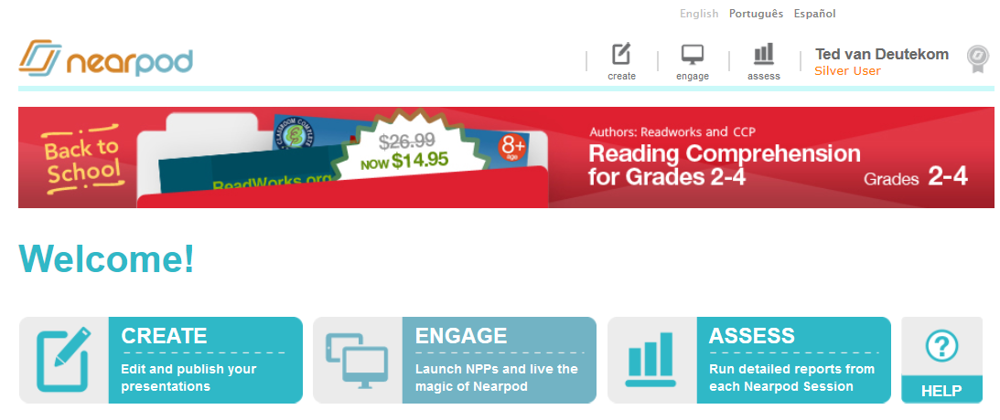 English Português Español
nearpod
create engage assess
Ted van Deutekom
Silver User
Back to
School
CLASSROOM COMPLETE
ReadWorks.org
$26.99
NOW $14.95
8+
age
Authors: Readworks and CCP
Reading Comprehension
for Grades 2-4
Grades 2-4
Welcome!
CREATE
Edit and publish your
presentations
ENGAGE
Launch NPPs and live the
magic of Nearpod
ASSESS
Run detailed reports from
each Nearpod Session
?
HELP